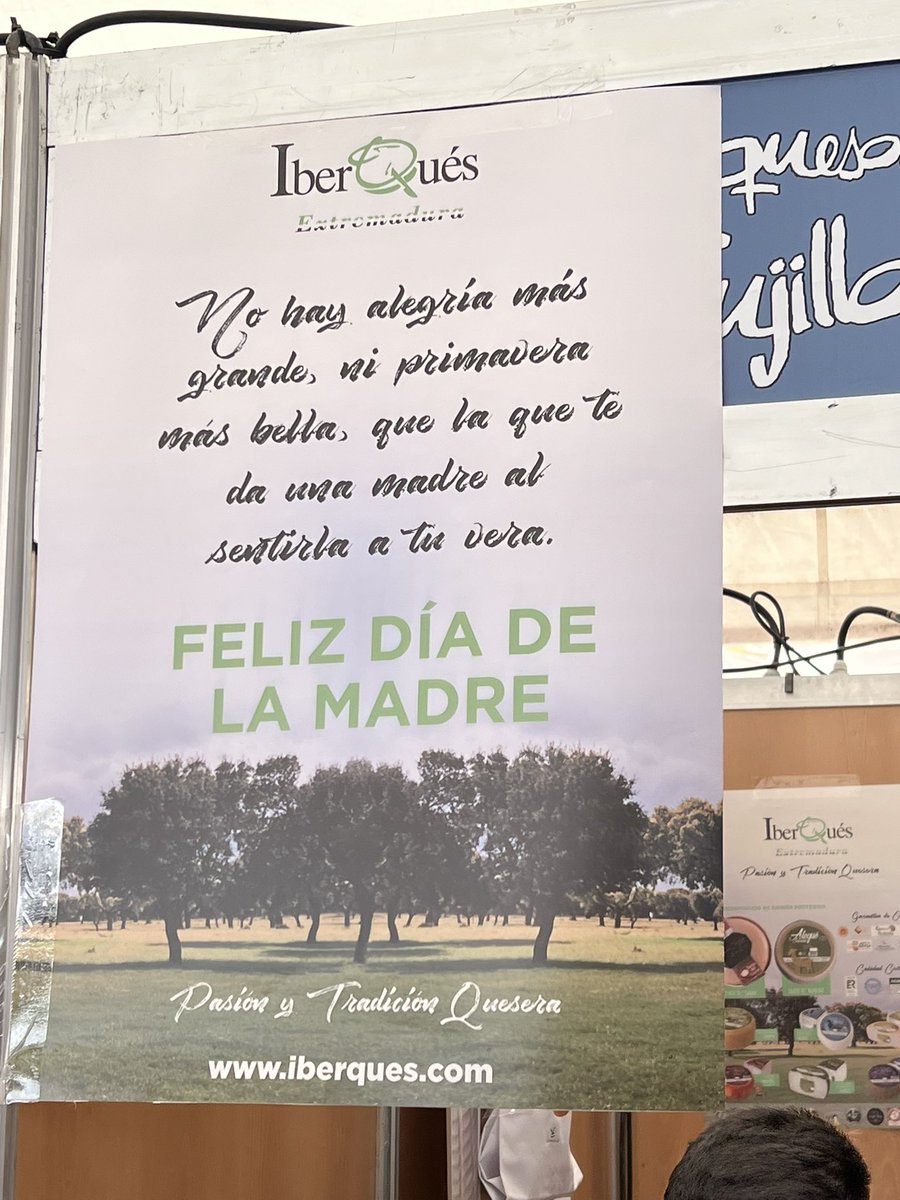 IberQués
Extremadura
No hay alegría más
grande, ni primavera
más bella, que la que te
da una madre al
sentirla a tu vera.
FELIZ DÍA DE
LA MADRE
Pasión y Tradición Quesera
www.iberques.com
queso
IberQués
Extremadura
Pasión y Tradición Quesera